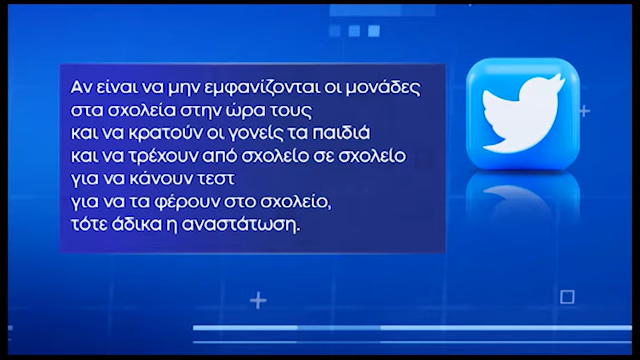 Αν είναι να μην εμφανίζονται οι μονάδες
στα σχολεία στην ώρα τους
και να κρατούν οι γονείς τα παιδιά
και να τρέχουν από σχολείο σε σχολείο
για να κάνουν τεστ
για να τα φέρουν στο σχολείο,
τότε άδικα η αναστάτωση.